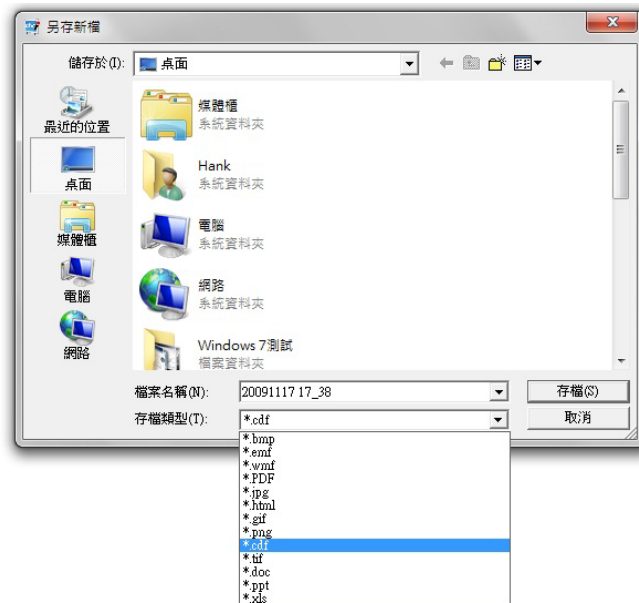 另存新檔
儲存於(I):
桌面
最近的位置
桌面
媒體櫃
電腦
網路
媒體櫃
系統資料夾
Hank
系統資料夾
電腦
系統資料夾
網路
系統資料夾
Windows 7測試
檔案資料夾
檔案名稱(N):
20091117 17_38
存檔(S)
存檔類型(T):
*.cdf
取消
*.bmp
*.emf
*.wmf
*.PDF
*.jpg
*.html
*.gif
*.png
*.cdf
*.tif
*.doc
*.ppt
*.xls